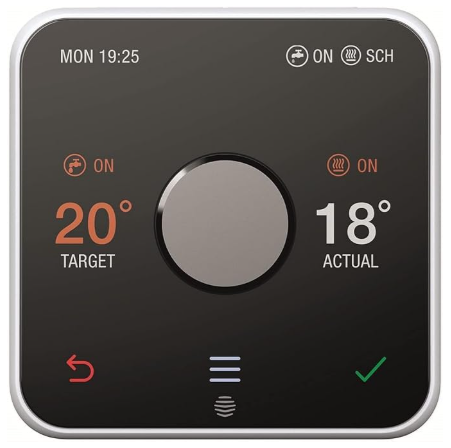 MON 19:25 ON SCH
ON ON
20° 18°
TARGET ACTUAL